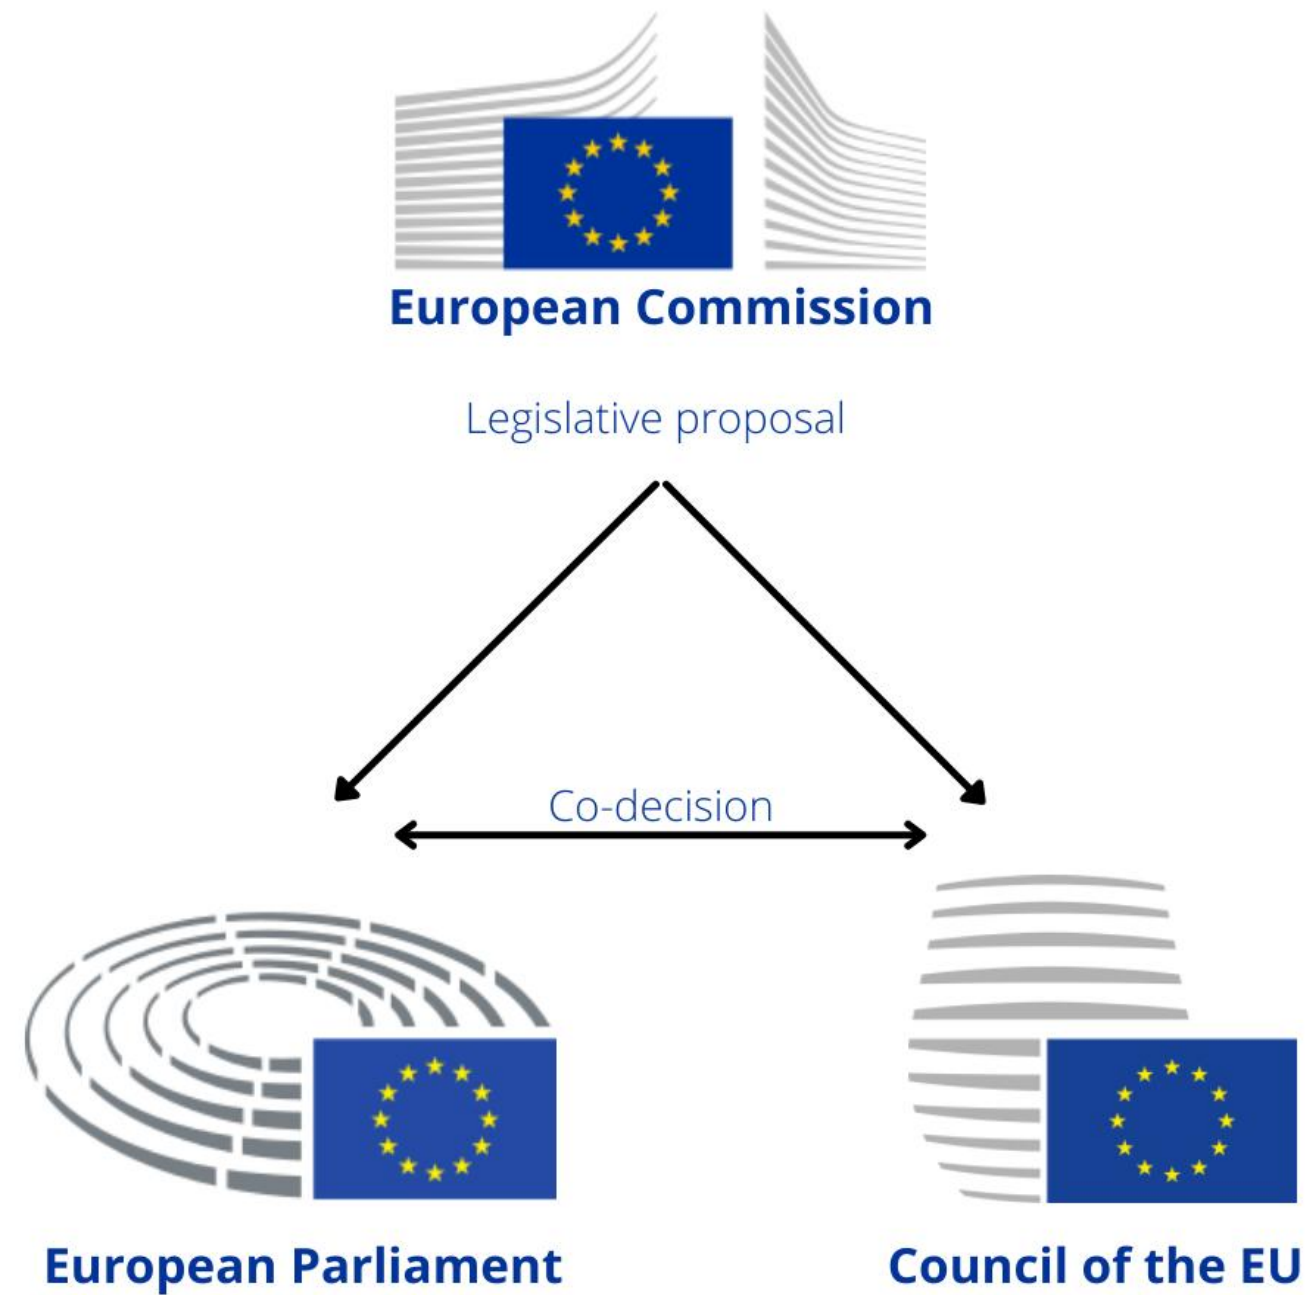 European Commission
Legislative proposal
Co-decision
European Parliament
Council of the EU